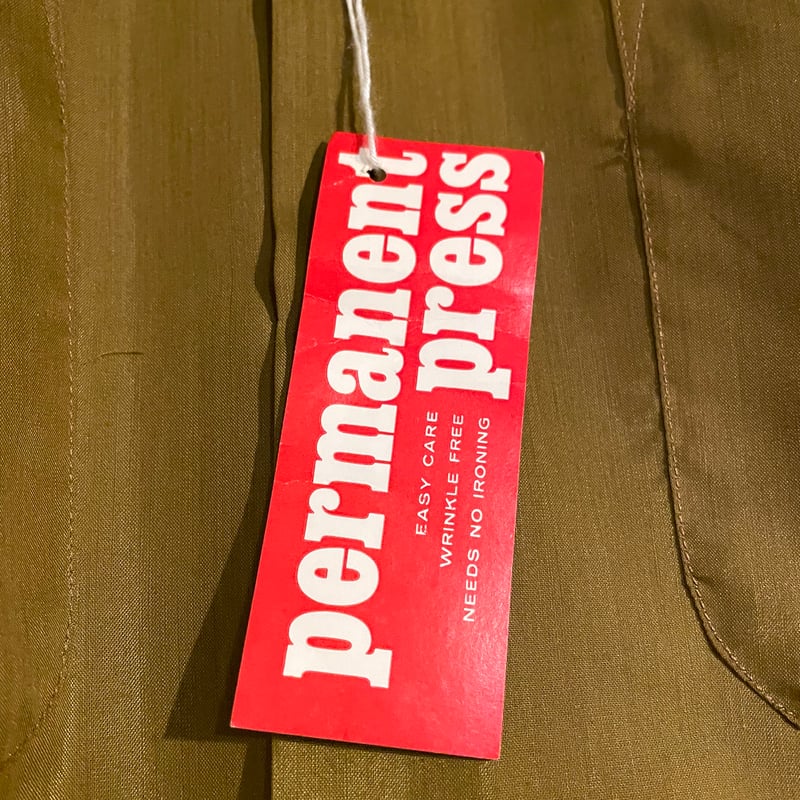 permanent
press
EASY CARE
WRINKLE FREE
NEEDS NO IRONING